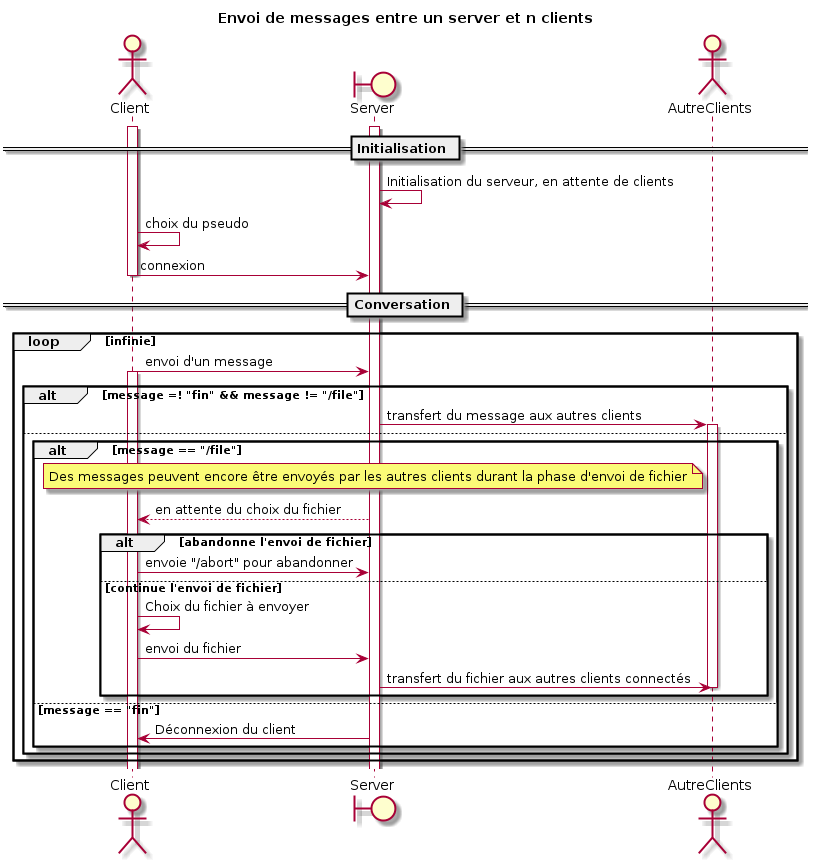 Envoi de messages entre un server et n clients
Client
Server
AutreClients
Initialisation
Initialisation du serveur, en attente de clients
choix du pseudo
connexion
Conversation
loop [infinie]
envoi d'un message
alt [message =! "fin" && message != "/file"]
transfert du message aux autres clients
alt [message == "/file"]
Des messages peuvent encore être envoyés par les autres clients durant la phase d'envoi de fichier
en attente du choix du fichier
alt [abandonne l'envoi de fichier]
envoie "/abort" pour abandonner
[continue l'envoi de fichier]
Choix du fichier à envoyer
envoi du fichier
transfert du fichier aux autres clients connectés
[message == "fin"]
Déconnexion du client
Client
Server
AutreClients